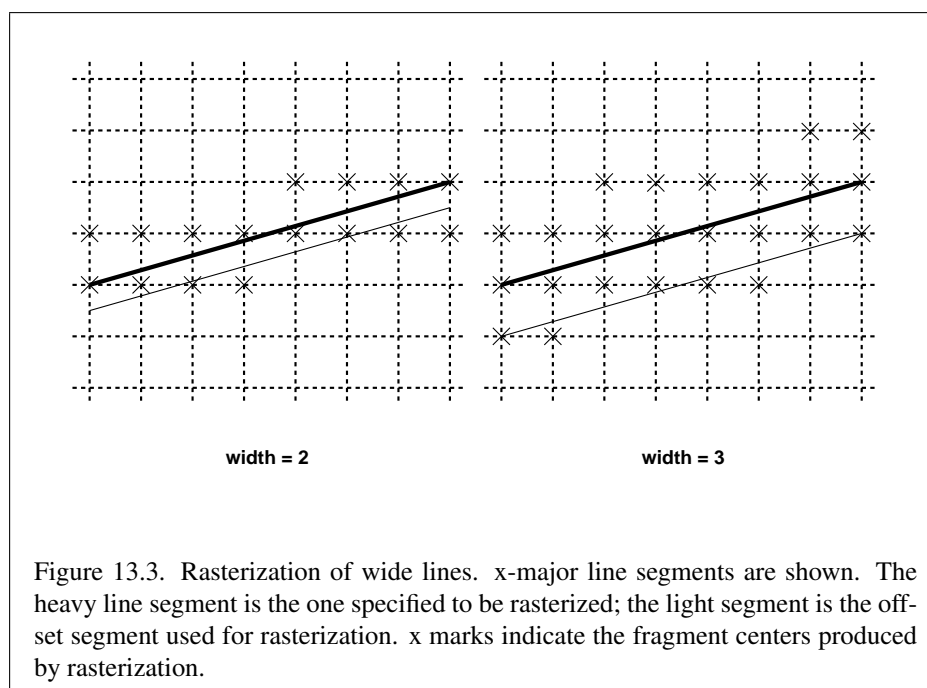 width = 2
width = 3
Figure 13.3. Rasterization of wide lines. x-major line segments are shown. The
heavy line segment is the one specified to be rasterized; the light segment is the off-
set segment used for rasterization. x marks indicate the fragment centers produced
by rasterization.